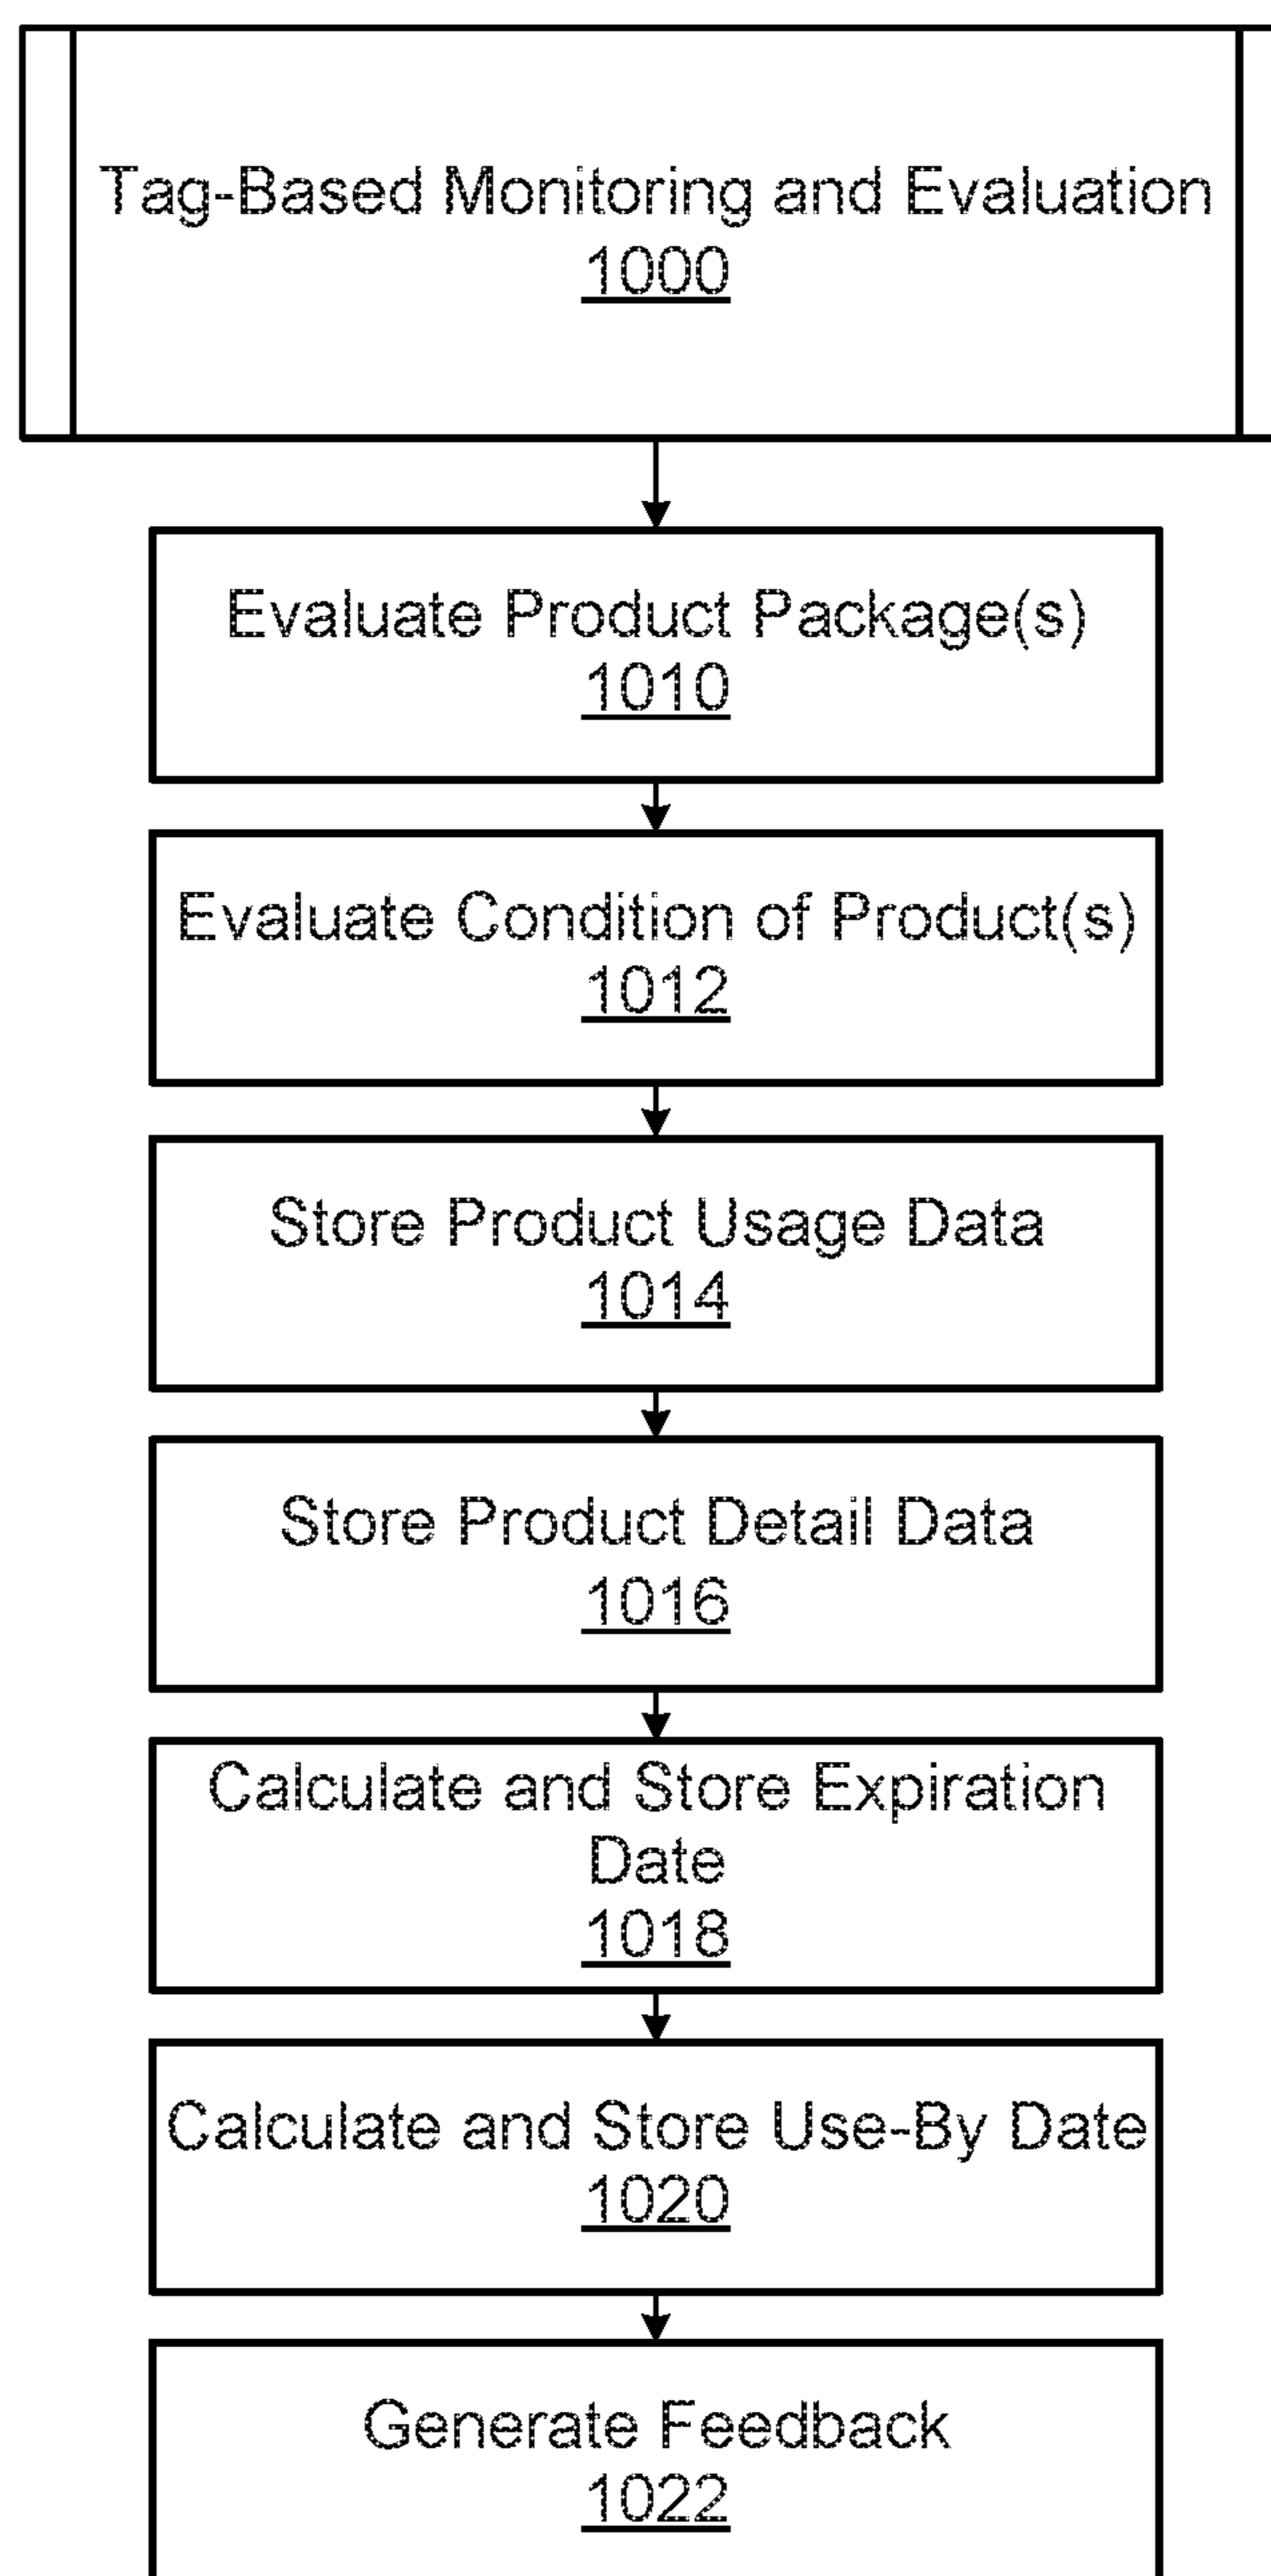 Tag-Based Monitoring and Evaluation
1000
Evaluate Product Package(s)
1010
Evaluate Condition of Product(s)
1012
Store Product Usage Data
1014
Store Product Detail Data
1016
Calculate and Store Expiration
Date
1018
Calculate and Store Use-By Date
1020
Generate Feedback
1022